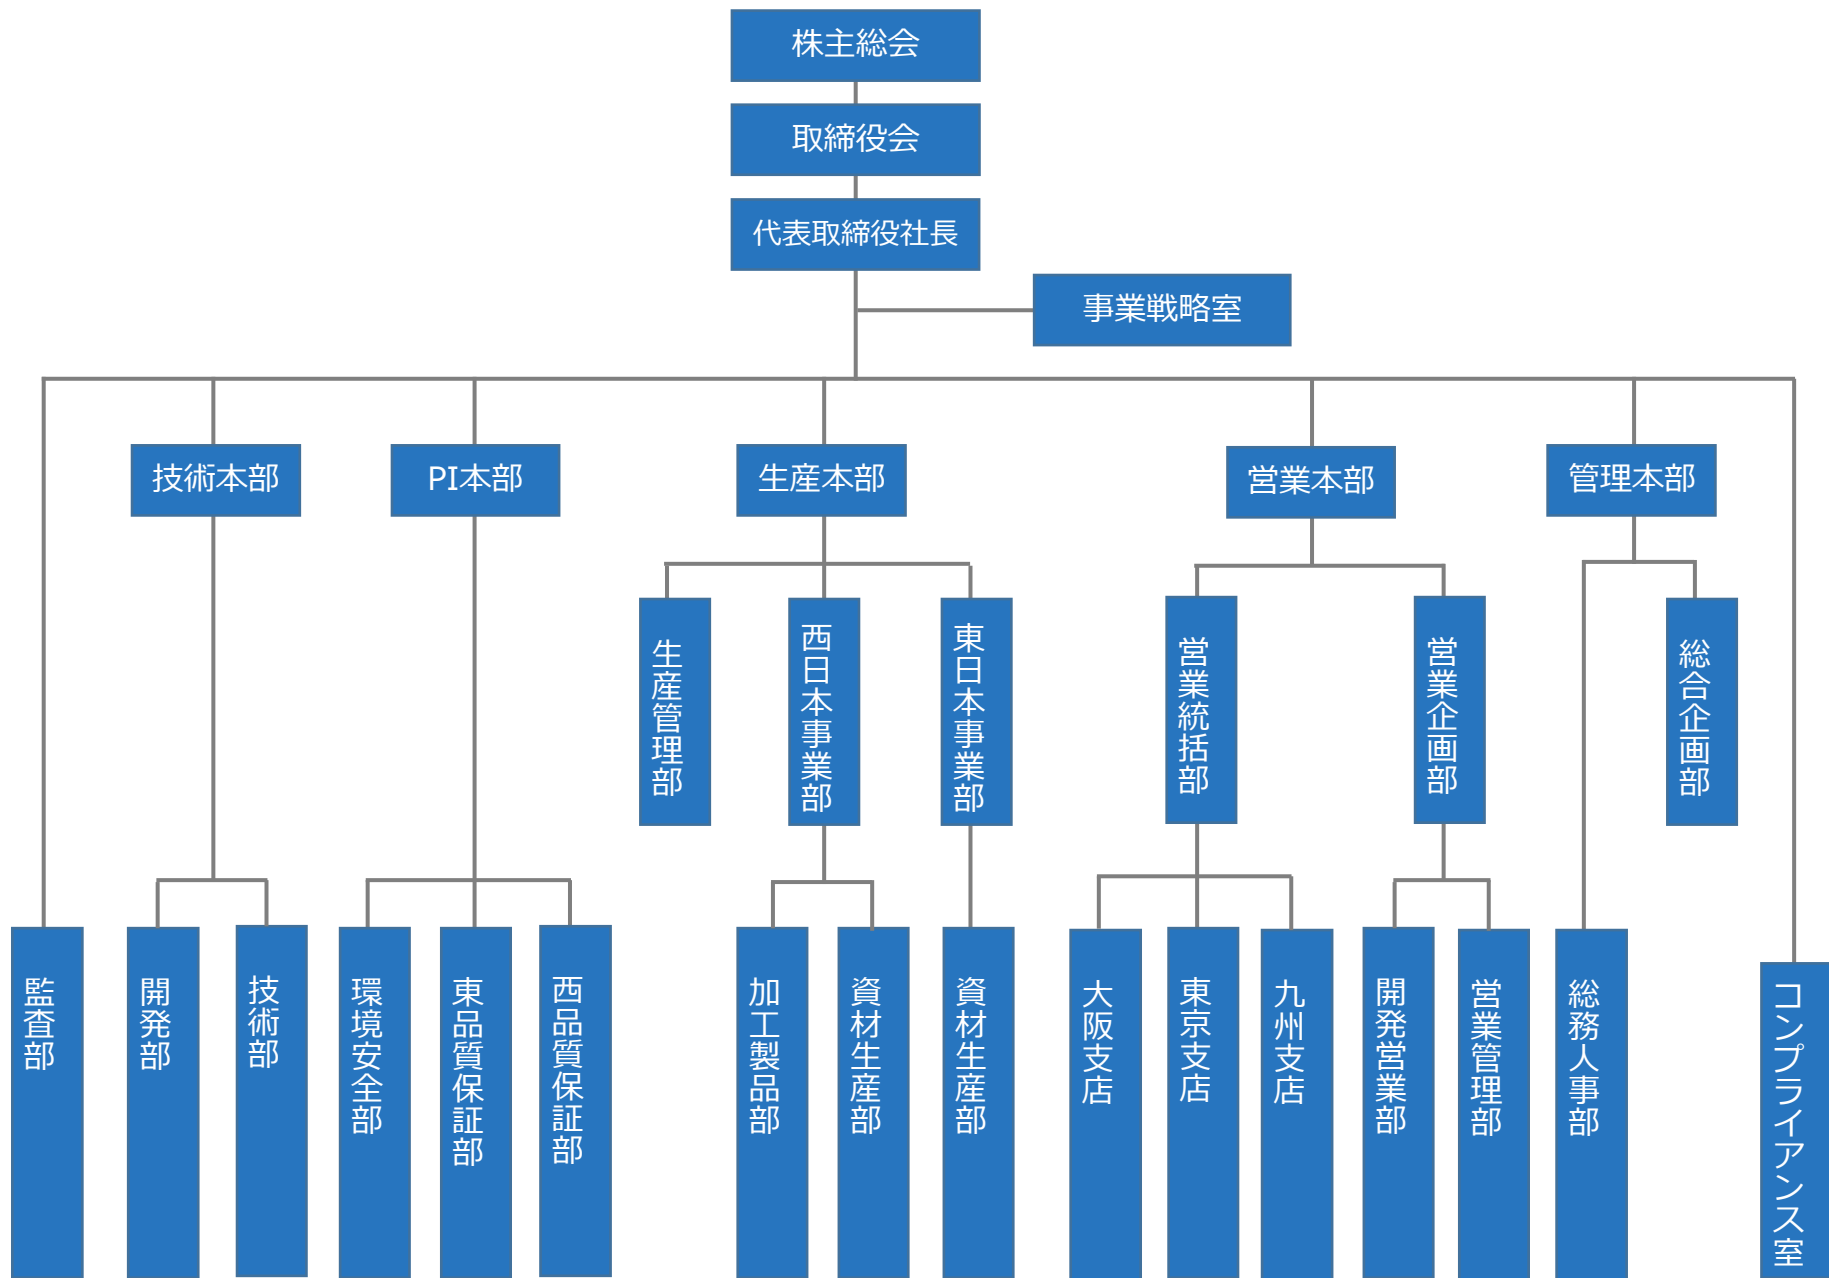 株主総会
取締役会
代表取締役社長
事業戦略室
技術本部
PI本部
生産本部
営業本部
管理本部
生産管理部
西日本事業部
東日本事業部
営業統括部
営業企画部
総合企画部
監査部
開発部
技術部
環境安全部
東品質保証部
西品質保証部
加工製品部
資材生産部
資材生産部
大阪支店
東京支店
九州支店
開発営業部
営業管理部
総務人事部
コンプライアンス室